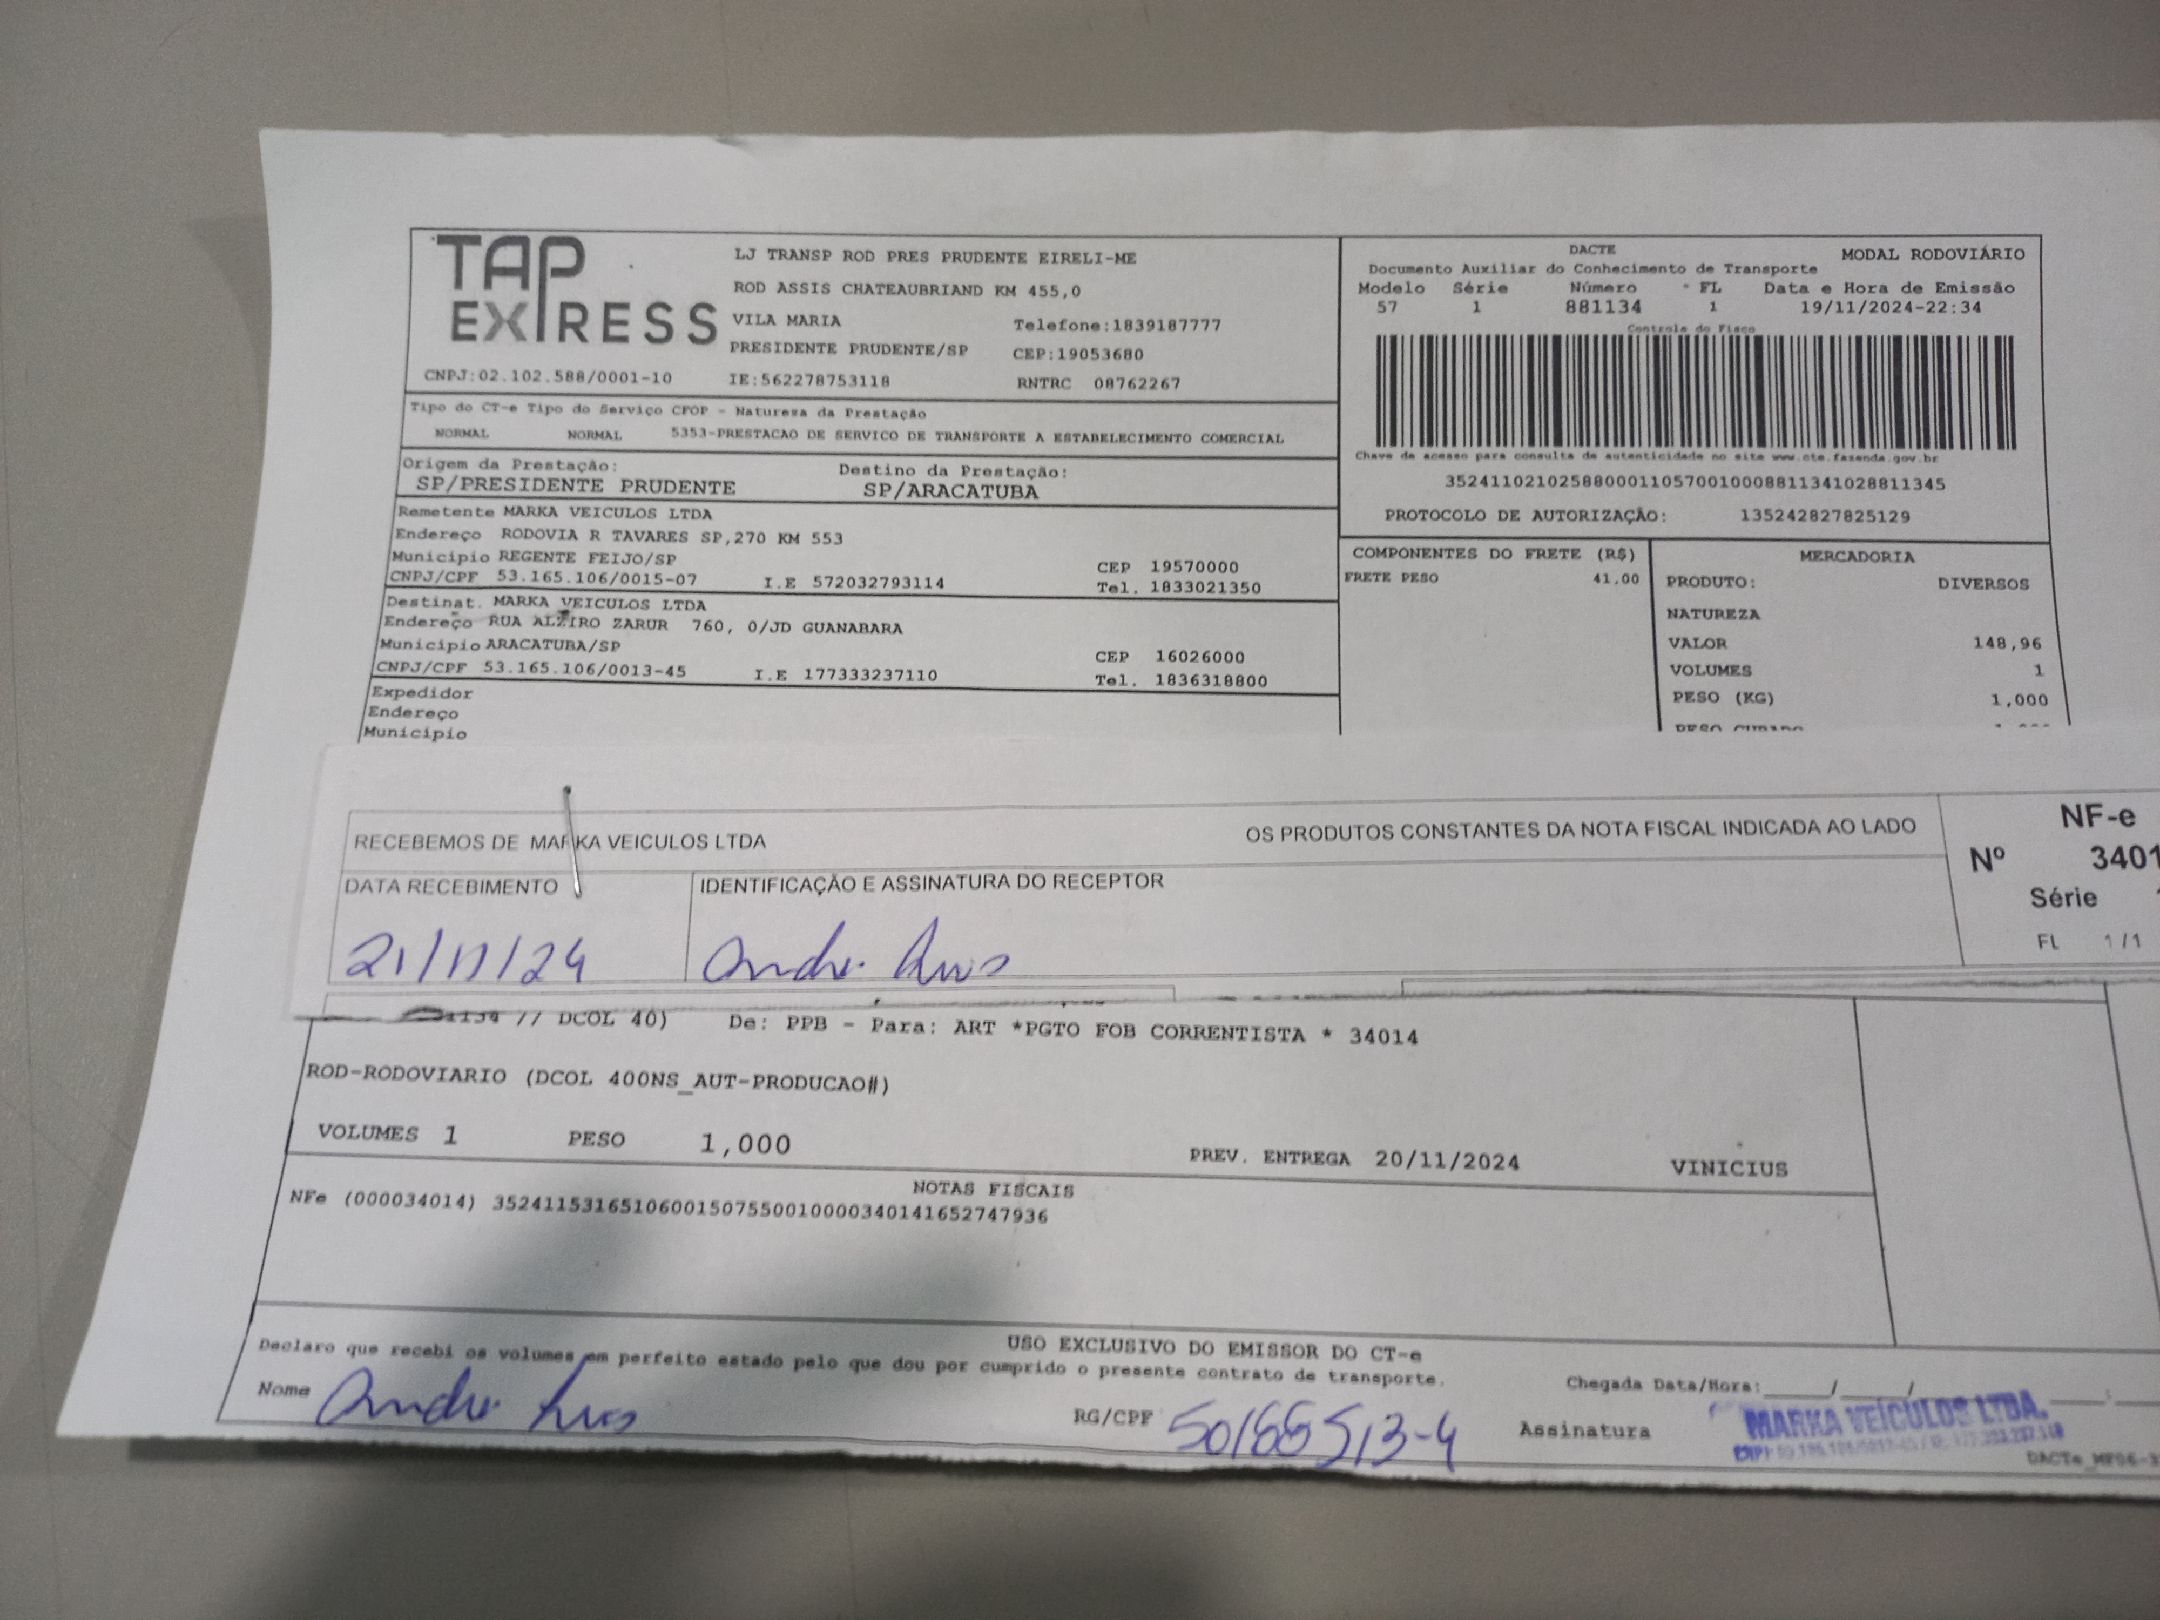 TAP EXPRESS
LJ TRANSP ROD PRES PRUDENTE EIRELI-ME
ROD ASSIS CHATEAUBRIAND KM 455,0
VILA MARIA Telefone:1839187777
PRESIDENTE PRUDENTE/SP CEP:19053680
CNPJ:02.102.588/0001-10 IE:562278753118 RNTRC 08762267
DACTE MODAL RODOVIÁRIO
Documento Auxiliar do Conhecimento de Transporte
Modelo Série Número FL Data e Hora de Emissão
57 1 881134 1 19/11/2024-22:34
Controle do Fisco
Chave de acesso para consulta de autenticidade no site www.cte.fazenda.gov.br
35241102102588000110570010008811341028811345
PROTOCOLO DE AUTORIZAÇÃO: 135242827825129
Tipo do CT-e Tipo do Serviço CFOP - Natureza da Prestação
NORMAL NORMAL 5353-PRESTACAO DE SERVICO DE TRANSPORTE A ESTABELECIMENTO COMERCIAL
Origem da Prestação: Destino da Prestação:
SP/PRESIDENTE PRUDENTE SP/ARACATUBA
Remetente MARKA VEICULOS LTDA
Endereço RODOVIA R TAVARES SP,270 KM 553
Municipio REGENTE FEIJO/SP CEP 19570000
CNPJ/CPF 53.165.106/0015-07 I.E 572032793114 Tel. 1833021350
Destinat. MARKA VEICULOS LTDA
Endereço RUA ALZIRO ZARUR 760, 0/JD GUANABARA
Municipio ARACATUBA/SP CEP 16026000
CNPJ/CPF 53.165.106/0013-45 I.E 177333237110 Tel. 1836318800
Expedidor
Endereço
Municipio
COMPONENTES DO FRETE (R$)
FRETE PESO 41,00
MERCADORIA
PRODUTO: DIVERSOS
NATUREZA
VALOR 148,96
VOLUMES 1
PESO (KG) 1,000
PESO CUBADO
RECEBEMOS DE MARKA VEICULOS LTDA OS PRODUTOS CONSTANTES DA NOTA FISCAL INDICADA AO LADO
DATA RECEBIMENTO IDENTIFICAÇÃO E ASSINATURA DO RECEPTOR
21/11/24 Andre Luis
NF-e
Nº 3401
Série
FL 1/1
// DCOL 40) De: PPB - Para: ART *PGTO FOB CORRENTISTA * 34014
ROD-RODOVIARIO (DCOL 400NS_AUT-PRODUCAO#)
VOLUMES 1 PESO 1,000 PREV. ENTREGA 20/11/2024 VINICIUS
NOTAS FISCAIS
NFe (000034014) 35241153165106001507550010000340141652747936
USO EXCLUSIVO DO EMISSOR DO CT-e
Declaro que recebi os volumes em perfeito estado pelo que dou por cumprido o presente contrato de transporte.
Nome Andre Luis RG/CPF 50165513-4 Assinatura
Chegada Data/Hora:____/____/
MARKA VEÍCULOS LTDA.